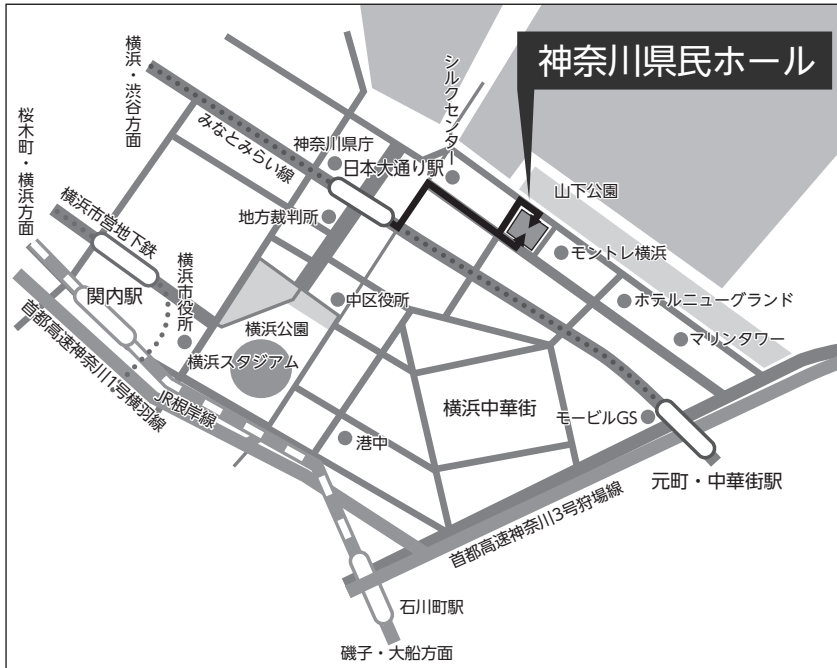 神奈川県民ホール
シルクセンター
横浜・渋谷方面
桜木町・横浜方面
みなとみらい線
神奈川県庁
日本大通り駅
山下公園
地方裁判所
横浜市営地下鉄
モントレ横浜
関内駅
横浜市役所
中区役所
ホテルニューグランド
横浜公園
マリンタワー
横浜スタジアム
首都高速神奈川1号横羽線
JR根岸線
横浜中華街
モービルGS
港中
元町・中華街駅
首都高速神奈川3号狩場線
石川町駅
磯子・大船方面